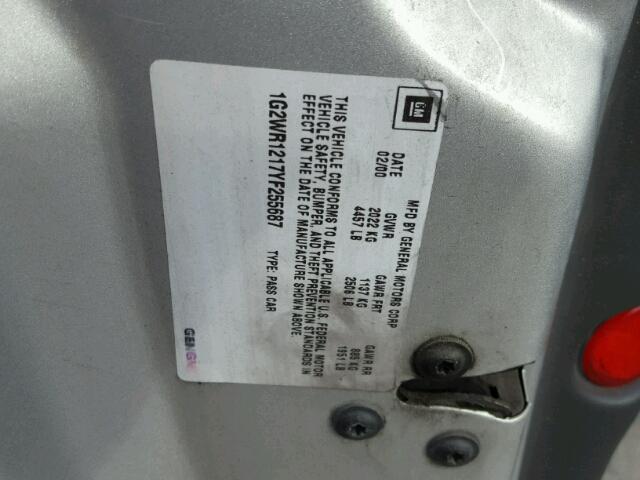 GM
MFD BY GENERAL MOTORS CORP
DATE GVWR GAWR FRT GAWR RR
02/00 2022 KG 1137 KG 885 KG
4457 LB 2506 LB 1951 LB
THIS VEHICLE CONFORMS TO ALL APPLICABLE U.S. FEDERAL MOTOR
VEHICLE SAFETY, BUMPER, AND THEFT PREVENTION STANDARDS IN
EFFECT ON THE DATE OF MANUFACTURE SHOWN ABOVE.
1G2WR1217YF255687 TYPE: PASS CAR